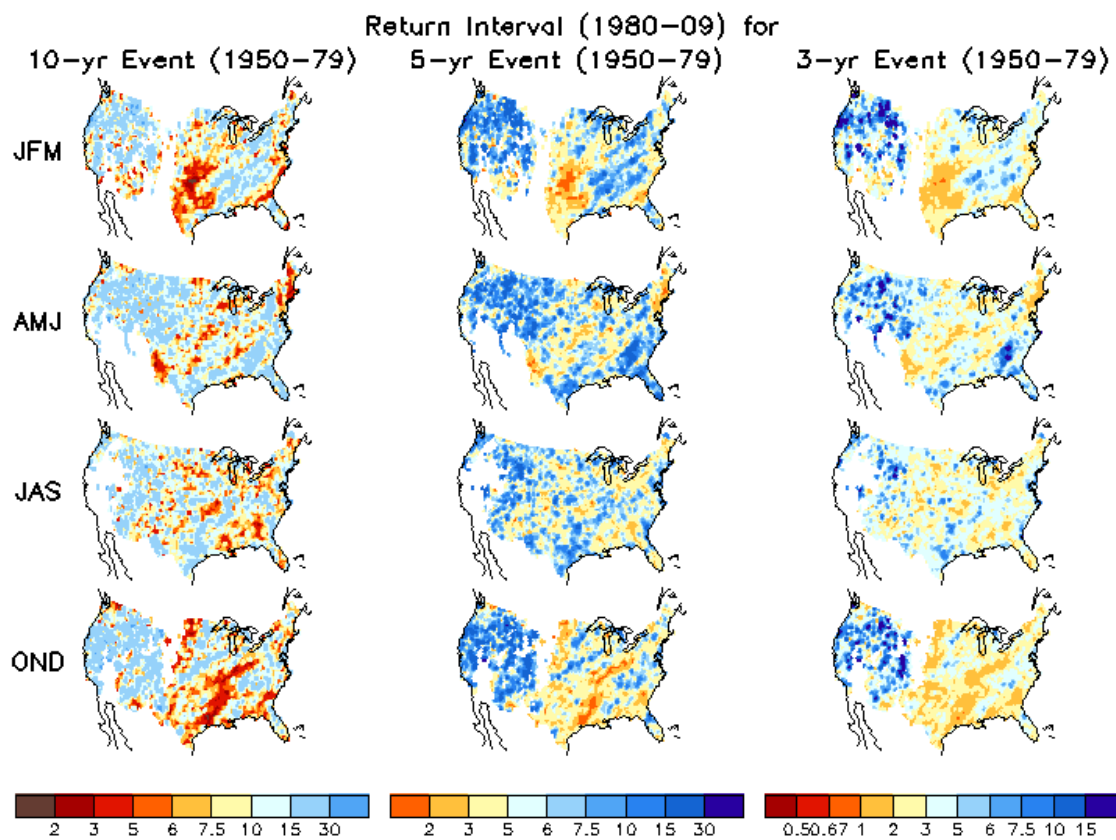 Return Interval (1980-09) for
10-yr Event (1950-79) 5-yr Event (1950-79) 3-yr Event (1950-79)
JFM
AMJ
JAS
OND
2 3 5 6 7.5 10 15 30 2 3 5 6 7.5 10 15 30 0.5 0.67 1 2 3 5 6 7.5 10 15